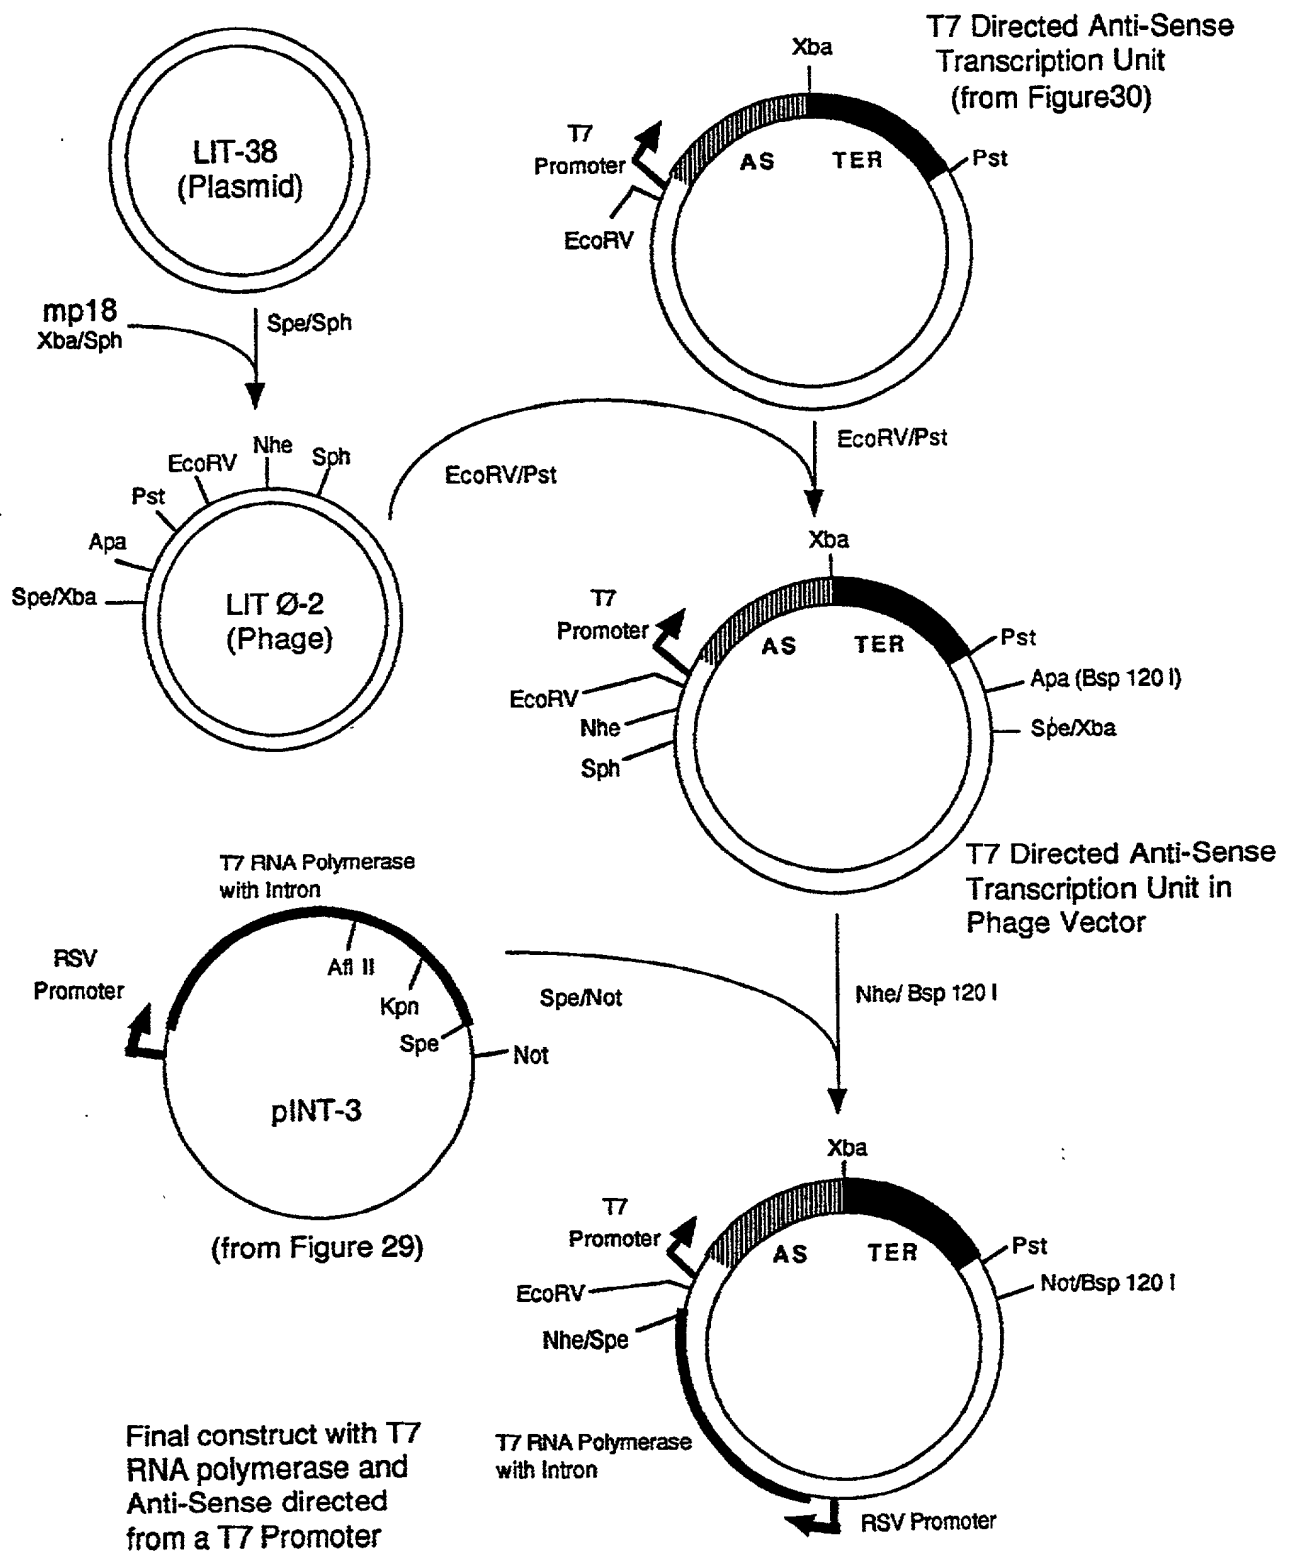 T7 Directed Anti-Sense
Transcription Unit
(from Figure30)
Xba
T7
Promoter
AS
TER
Pst
EcoRV
LIT-38
(Plasmid)
mp18
Xba/Sph
Spe/Sph
EcoRV/Pst
EcoRV/Pst
Nhe
Sph
EcoRV
Pst
Apa
Spe/Xba
LIT Ø-2
(Phage)
Xba
T7
Promoter
AS
TER
Pst
Apa (Bsp 120 I)
Spe/Xba
EcoRV
Nhe
Sph
T7 Directed Anti-Sense
Transcription Unit in
Phage Vector
T7 RNA Polymerase
with Intron
RSV
Promoter
Afl II
Kpn
Spe
Not
pINT-3
(from Figure 29)
Spe/Not
Nhe/ Bsp 120 I
Xba
T7
Promoter
AS
TER
Pst
Not/Bsp 120 I
EcoRV
Nhe/Spe
T7 RNA Polymerase
with Intron
RSV Promoter
Final construct with T7
RNA polymerase and
Anti-Sense directed
from a T7 Promoter